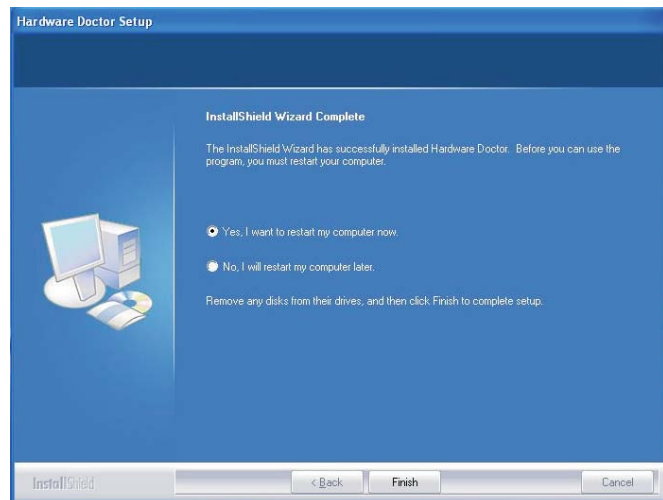 Hardware Doctor Setup
InstallShield Wizard Complete
The InstallShield Wizard has successfully installed Hardware Doctor. Before you can use the
program, you must restart your computer.
Yes, I want to restart my computer now.
No, I will restart my computer later.
Remove any disks from their drives, and then click Finish to complete setup.
InstallShield
< Back
Finish
Cancel